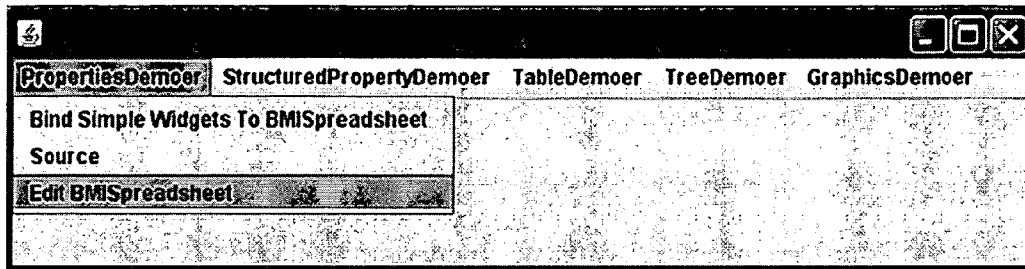 PropertiesDemoer StructuredPropertyDemoer TableDemoer TreeDemoer GraphicsDemoer
Bind Simple Widgets To BMISpreadsheet
Source
Edit BMISpreadsheet